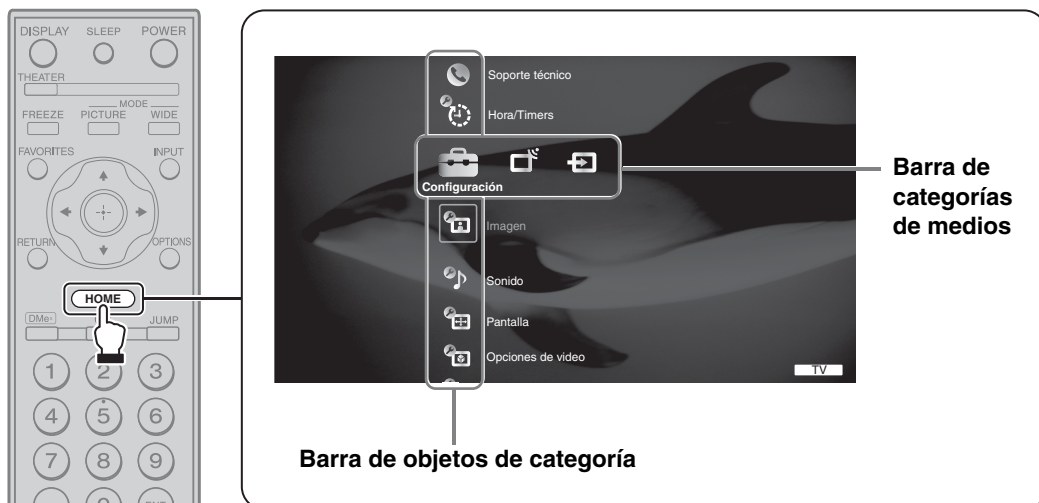 DISPLAY SLEEP POWER
THEATER
MODE
FREEZE PICTURE WIDE
FAVORITES INPUT
RETURN OPTIONS
HOME
DMe JUMP
1 2 3
4 5 6
7 8 9
Soporte técnico
Hora/Timers
Configuración
Imagen
Sonido
Pantalla
Opciones de video
TV
Barra de
categorías
de medios
Barra de objetos de categoría